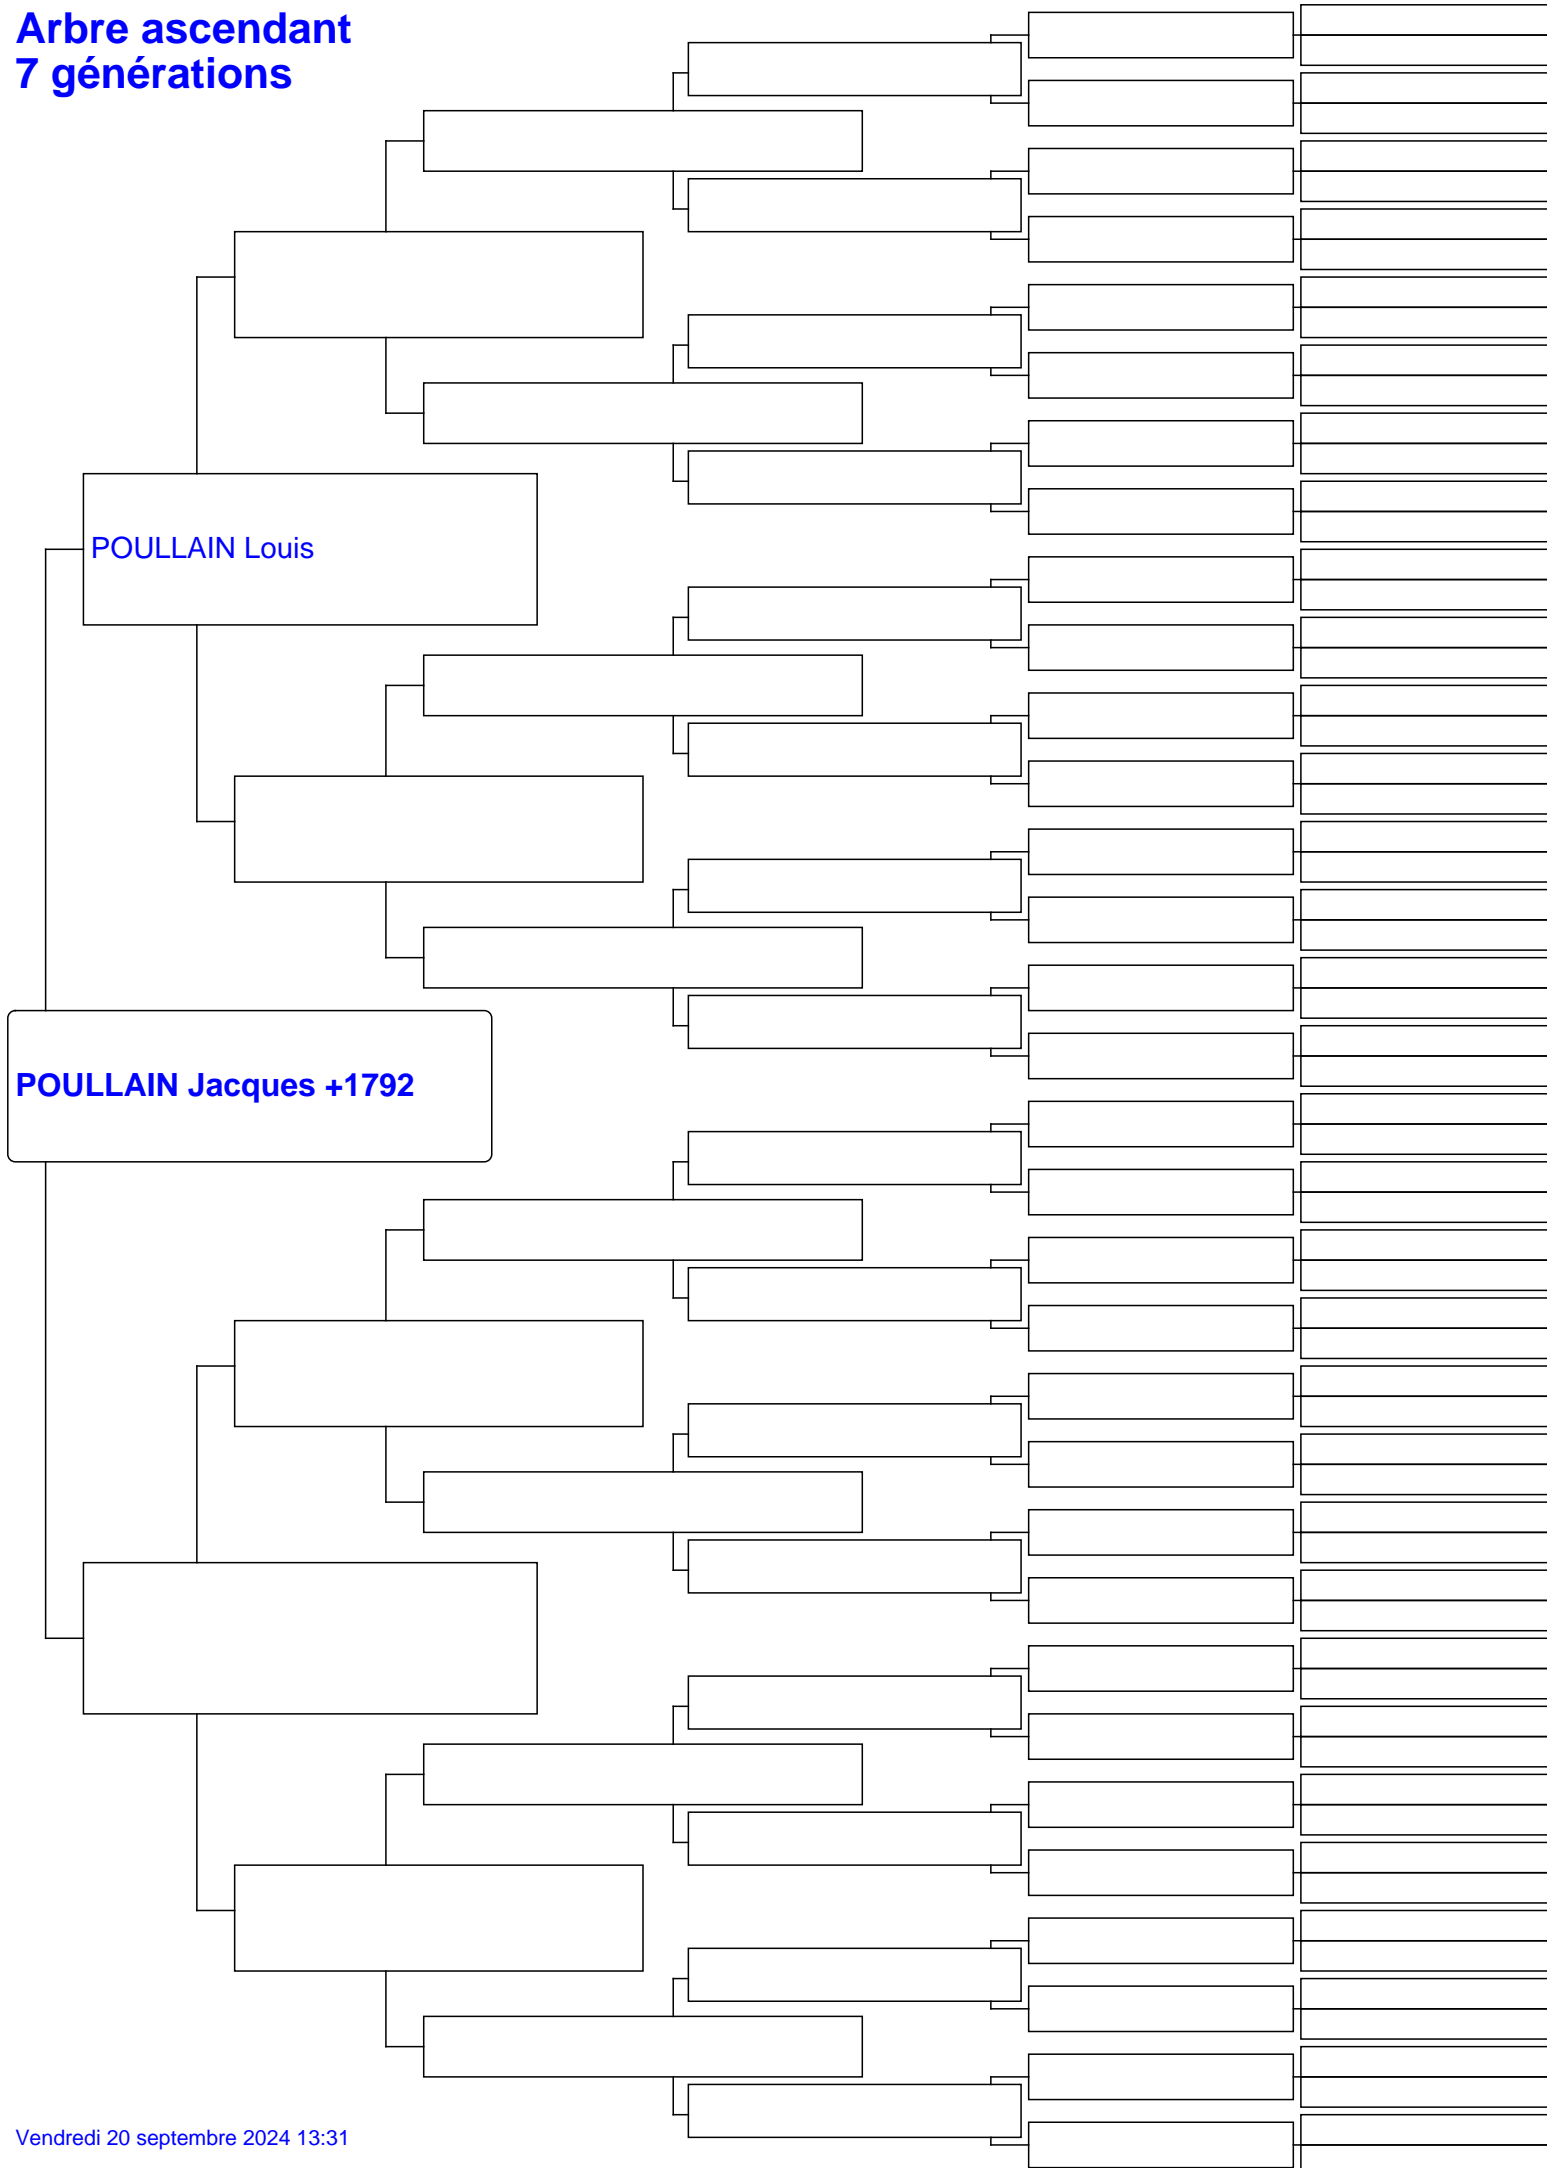 Arbre ascendant
7 générations
POULLAIN Louis
POULLAIN Jacques +1792
Vendredi 20 septembre 2024 13:31